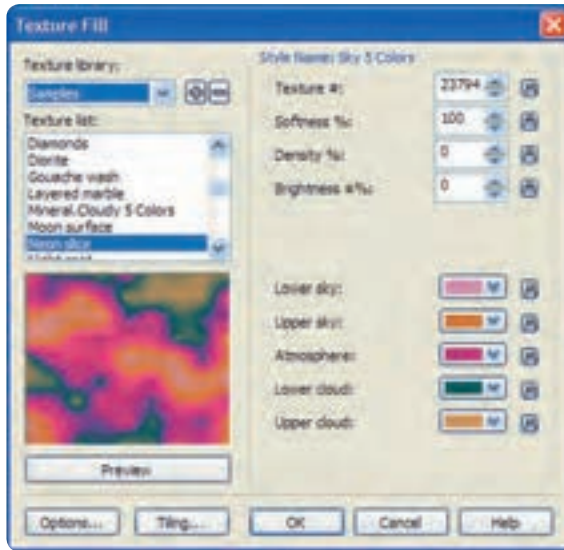 Texture Fill
Texture library:
Samples
Texture list:
Diamonds
Diorite
Gouache wash
Layered marble
Mineral.Cloudy 5 Colors
Moon surface
Neon slice
Preview
Options...
Tiling...
Style Name: Sky 5 Colors
Texture #: 23794
Softness %: 100
Density %: 0
Brightness ±%: 0
Lower sky:
Upper sky:
Atmosphere:
Lower cloud:
Upper cloud:
OK
Cancel
Help